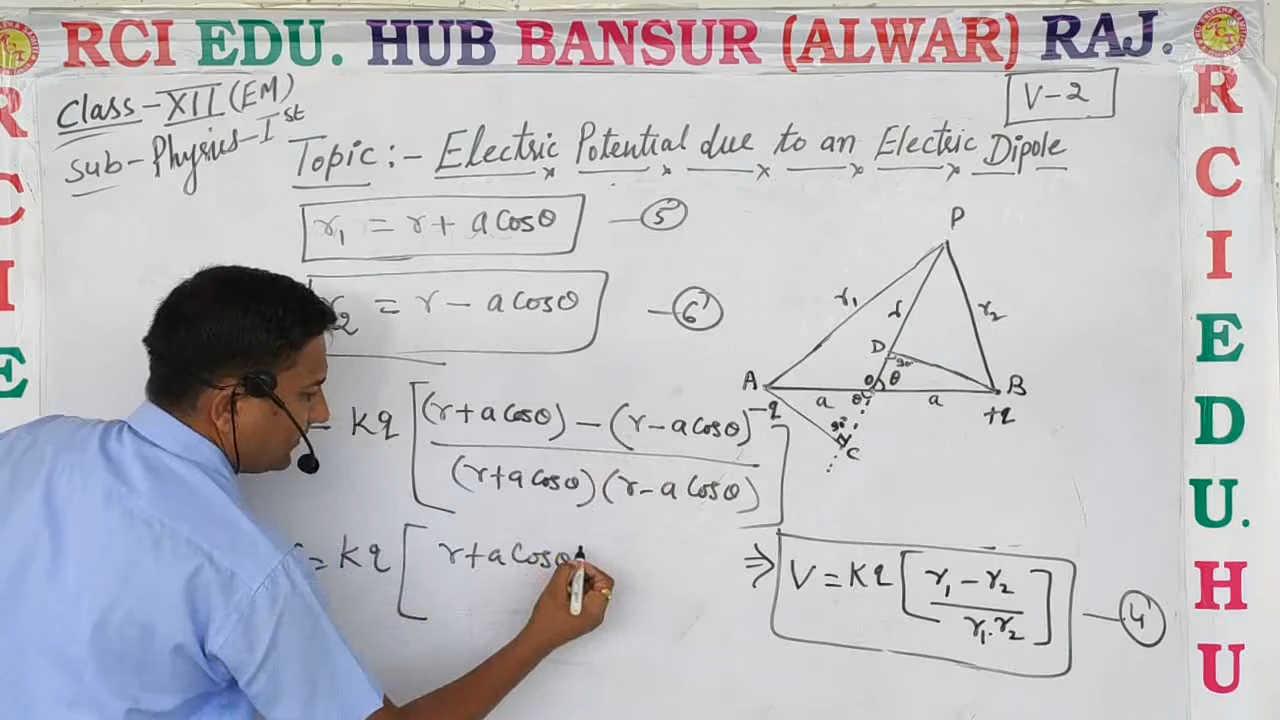 RCI EDU. HUB BANSUR (ALWAR) RAJ.
Class-XII (EM)
V-2
Sub-Physics-Ist
Topic:- Electric Potential due to an Electric Dipole
r₁ = r + a Cosθ —(5)
r₂ = r - a Cosθ —(6)
= Kq [(r+a Cosθ) - (r-a Cosθ)
(r+a Cosθ)(r-a Cosθ)]
= Kq [ r+a Cosθ
⇒ V = Kq [r₁ - r₂
r₁.r₂] —(4)
P
r₁ r r₂
D 90°
A O θ B
-q a θ a +q
90°
C
R
C
I
E
R
C
I
E
D
U.
H
U